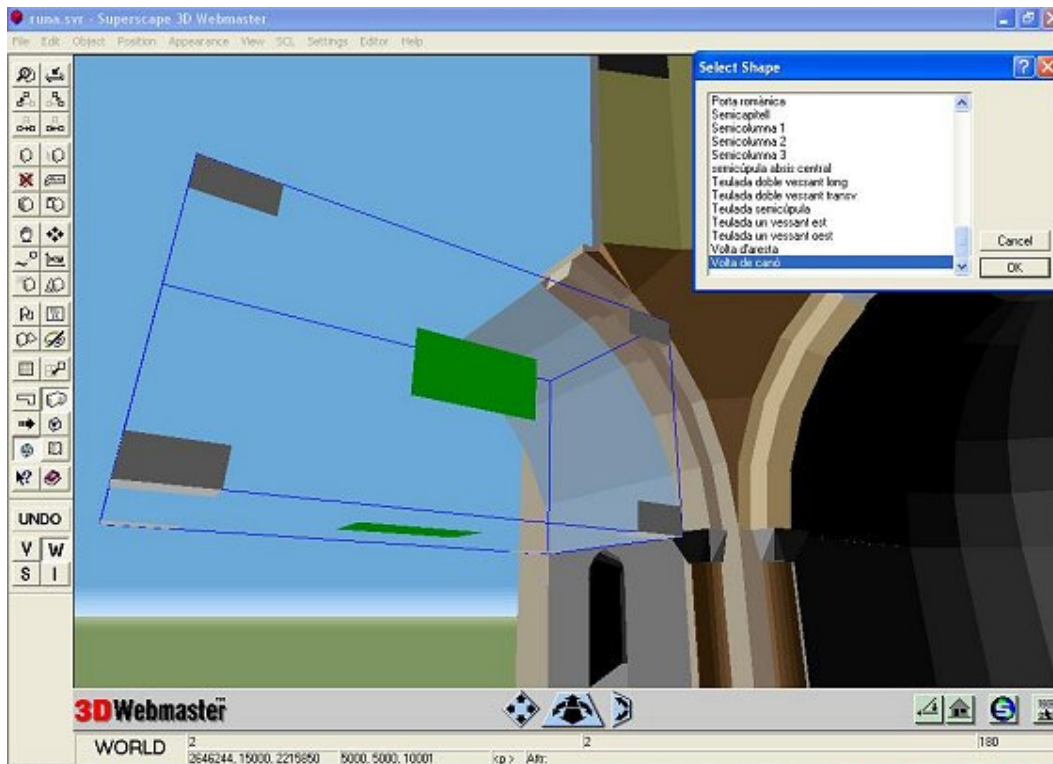 runa.svr - Superscape 3D Webmaster
File Edit Object Position Appearance View SCL Settings Editor Help
Select Shape
Porta romànica
Semicapitell
Semicolumna 1
Semicolumna 2
Semicolumna 3
semicúpula absis central
Teulada doble vessant long
Teulada doble vessant transv
Teulada semicúpula
Teulada un vessant est
Teulada un vessant oest
Volta d'aresta
Volta de canó
Cancel
OK
UNDO
V W
S I
3DWebmaster
WORLD
2 2 180
2646244, 15000, 2215850 5000, 5000, 10001 <p> Attr: